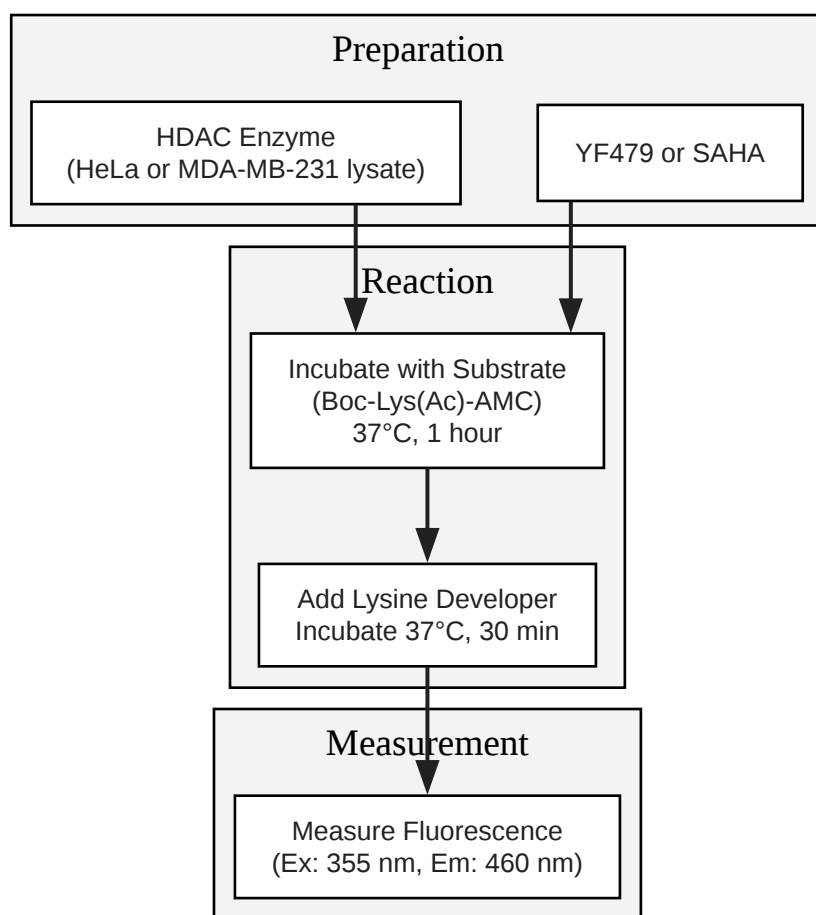 Preparation
HDAC Enzyme
(HeLa or MDA-MB-231 lysate)
YF479 or SAHA
Reaction
Incubate with Substrate
(Boc-Lys(Ac)-AMC)
37°C, 1 hour
Add Lysine Developer
Incubate 37°C, 30 min
Measurement
Measure Fluorescence
(Ex: 355 nm, Em: 460 nm)